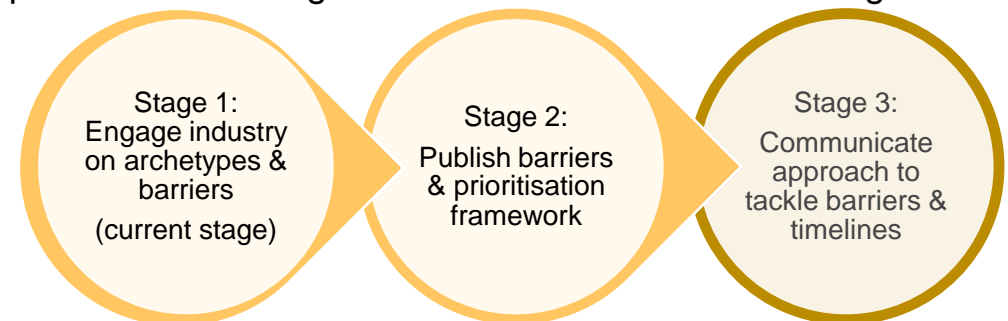 Stage 1:
Engage industry
on archetypes &
barriers
(current stage)
Stage 2:
Publish barriers
& prioritisation
framework
Stage 3:
Communicate
approach to
tackle barriers &
timelines